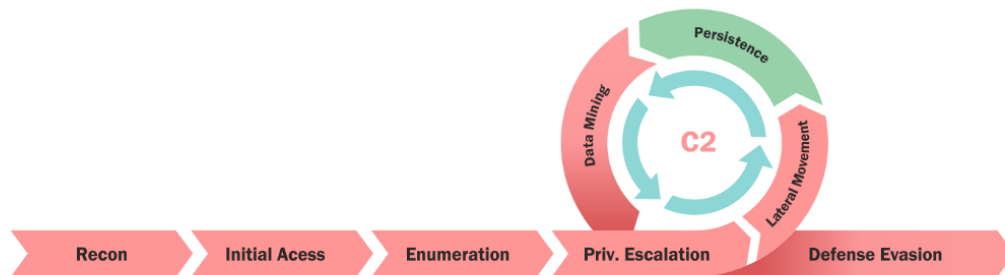 Persistence
Data Mining
C2
Lateral Movement
Recon
Initial Acess
Enumeration
Priv. Escalation
Defense Evasion